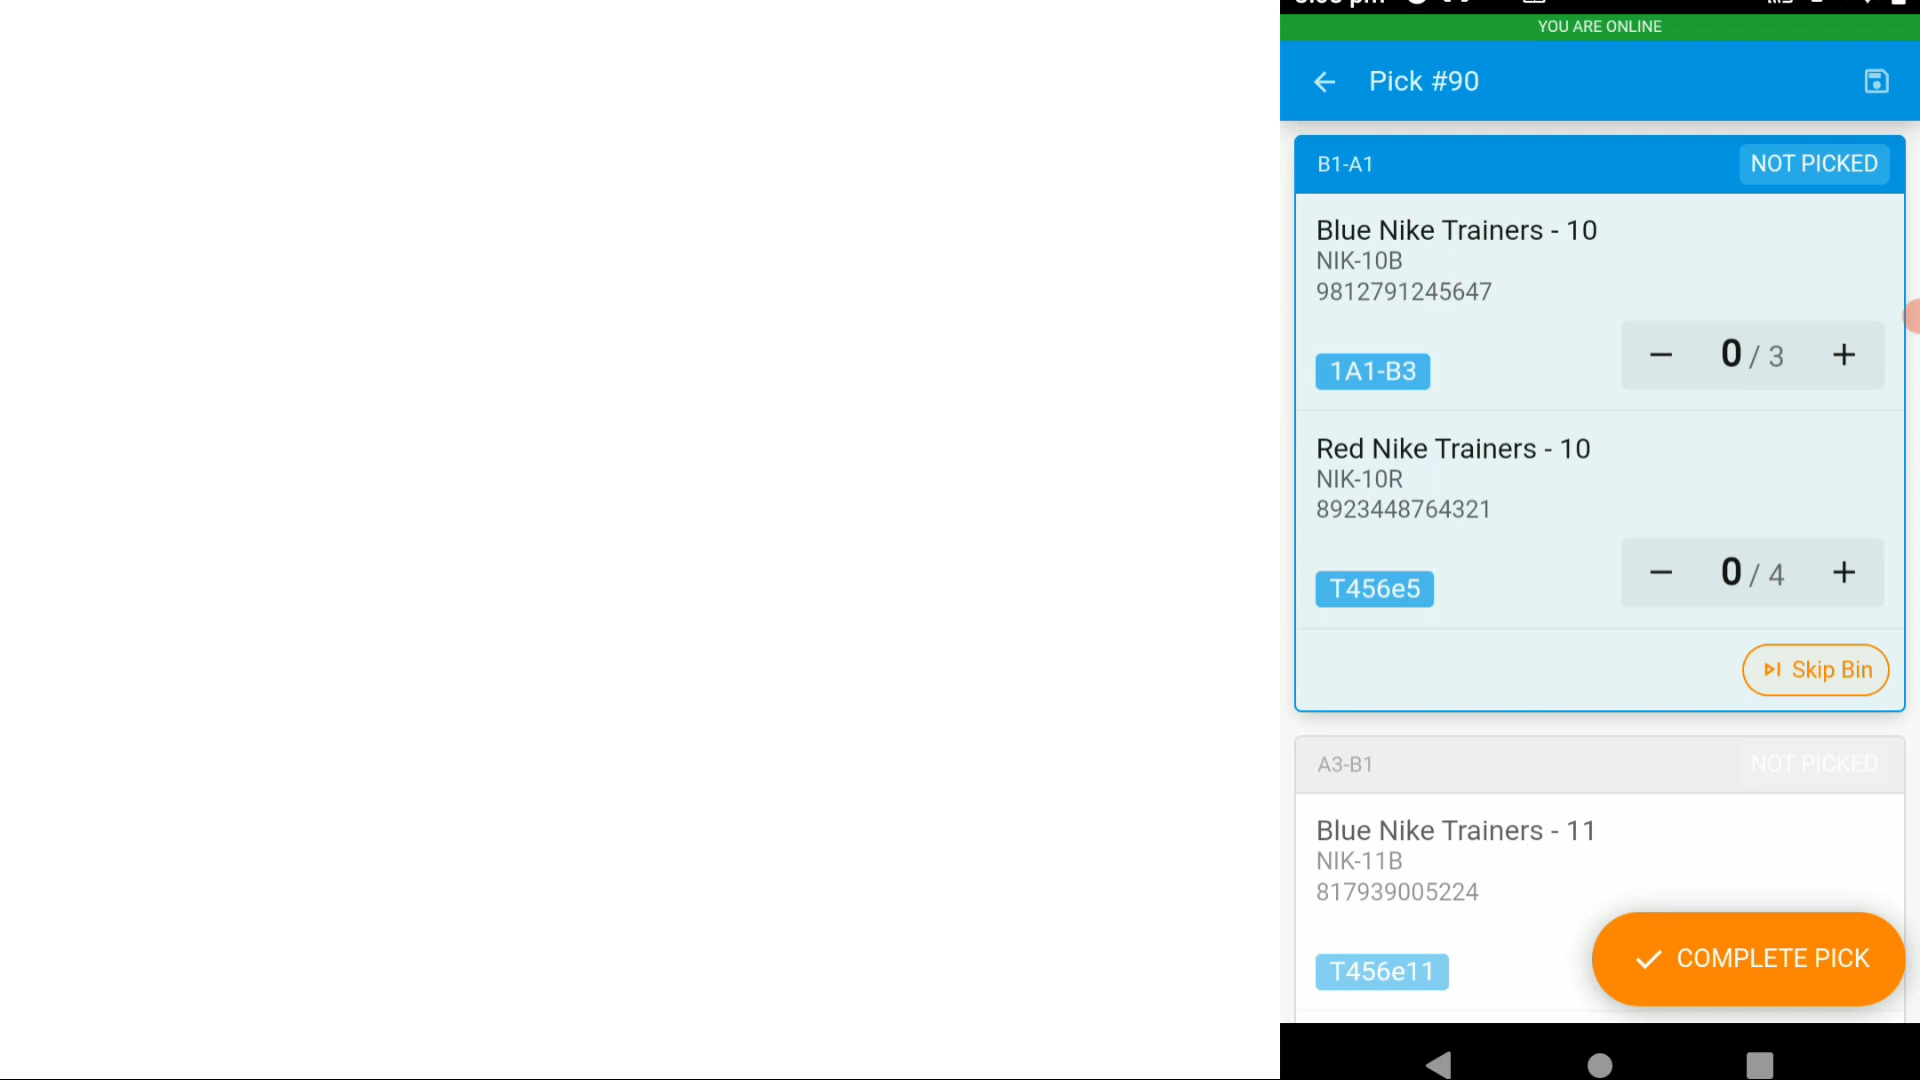 YOU ARE ONLINE
Pick #90
B1-A1
NOT PICKED
Blue Nike Trainers - 10
NIK-10B
9812791245647
1A1-B3
0 / 3
Red Nike Trainers - 10
NIK-10R
8923448764321
T456e5
0 / 4
Skip Bin
A3-B1
NOT PICKED
Blue Nike Trainers - 11
NIK-11B
817939005224
T456e11
COMPLETE PICK